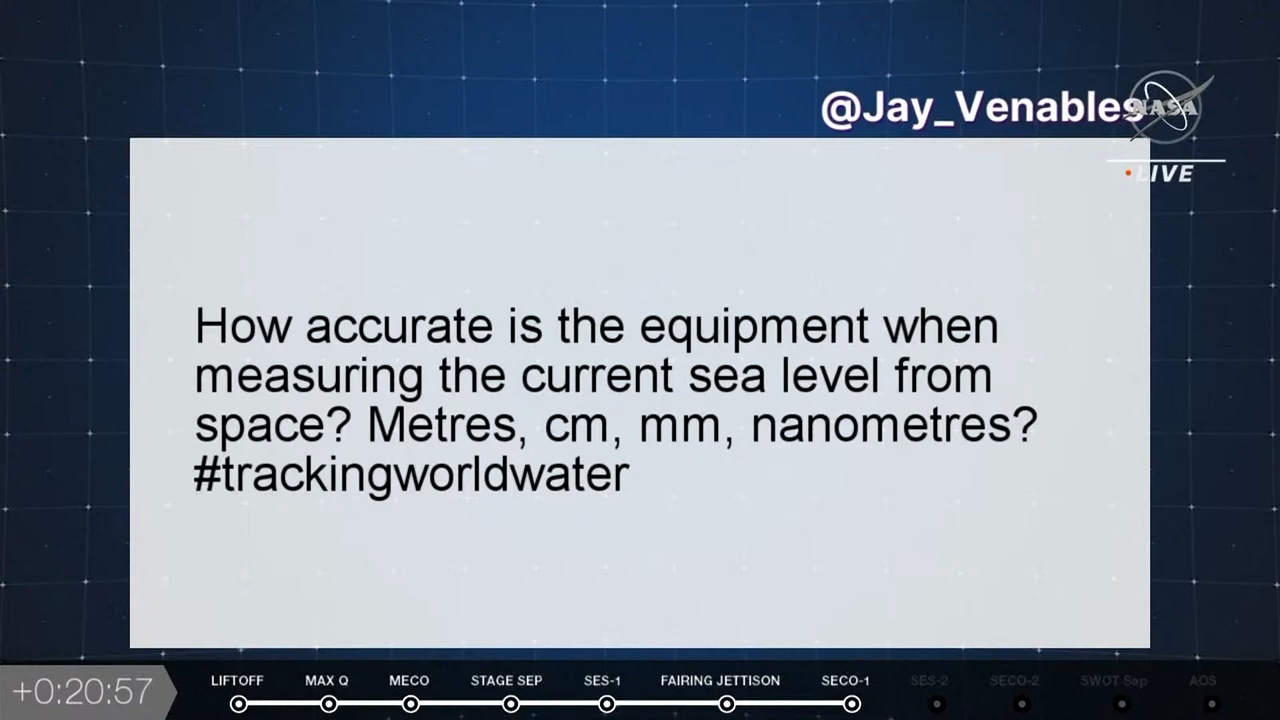 @Jay_Venables
NASA
LIVE
How accurate is the equipment when
measuring the current sea level from
space? Metres, cm, mm, nanometres?
#trackingworldwater
+0:20:57
LIFTOFF MAX Q MECO STAGE SEP SES-1 FAIRING JETTISON SECO-1 SES-2 SECO-2 SWOT Sep AOS